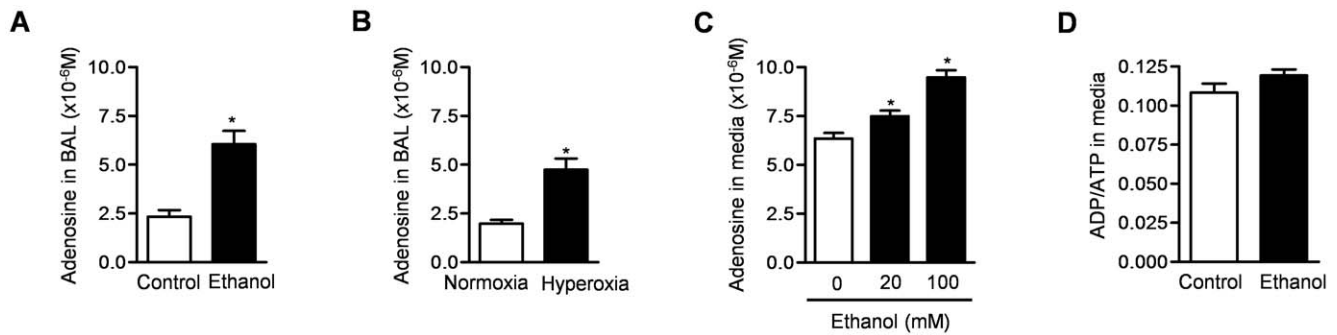 A
Adenosine in BAL (x10⁻⁶M)
10.0
7.5
5.0
2.5
0.0
*
Control Ethanol
B
Adenosine in BAL (x10⁻⁶M)
10.0
7.5
5.0
2.5
0.0
*
Normoxia Hyperoxia
C
Adenosine in media (x10⁻⁶M)
10.0
7.5
5.0
2.5
0.0
*
*
0 20 100
Ethanol (mM)
D
ADP/ATP in media
0.125
0.100
0.050
0.050
0.025
0.000
Control Ethanol